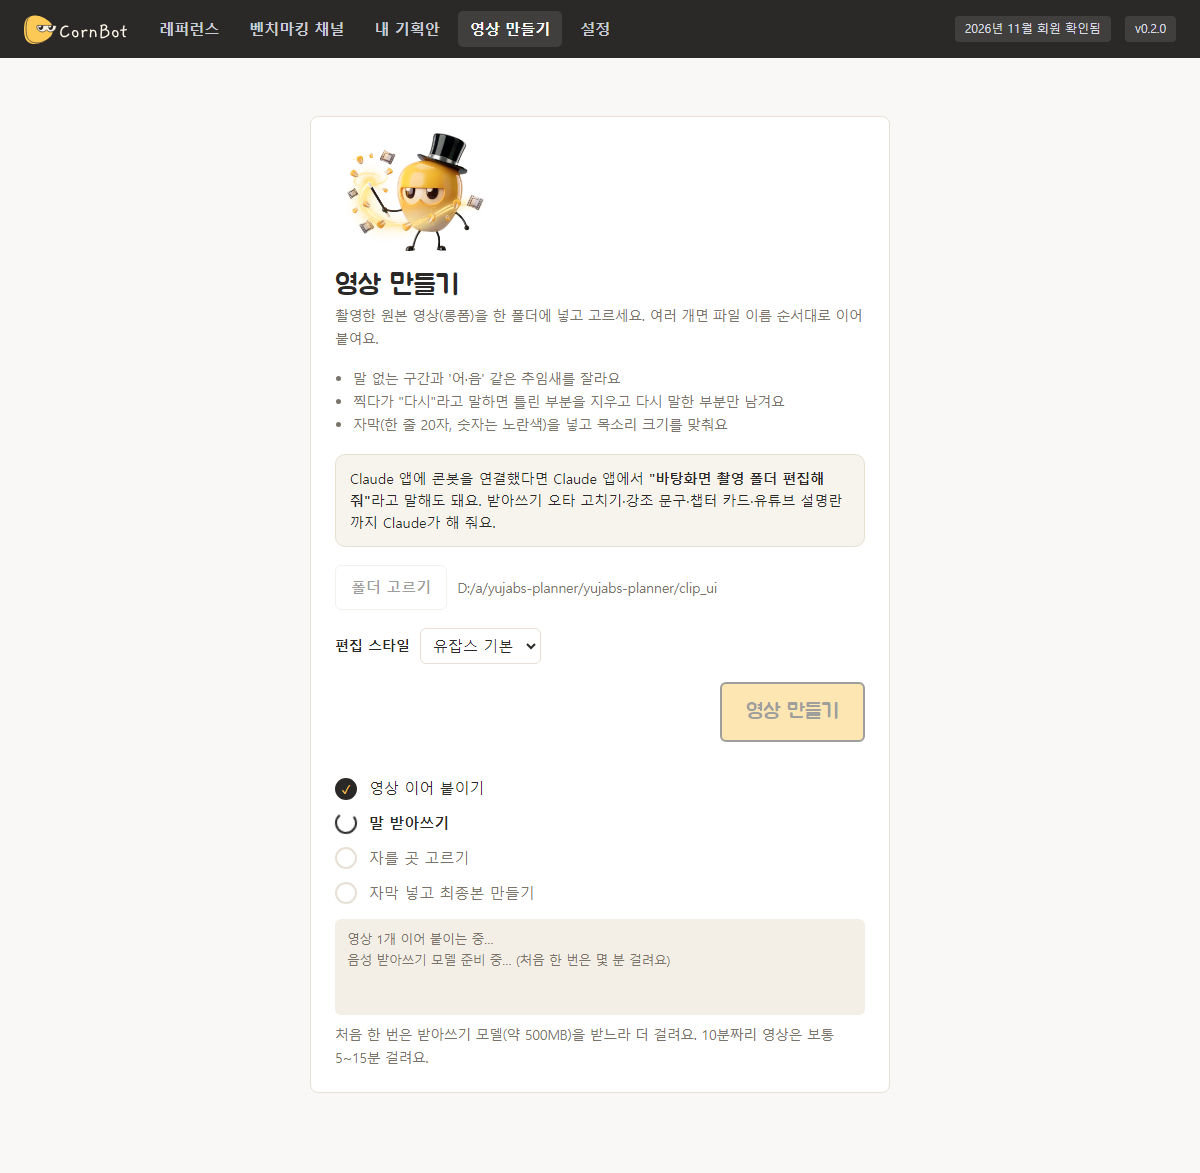 CornBot 레퍼런스 벤치마킹 채널 내 기획안 영상 만들기 설정 2026년 11월 회원 확인됨 v0.2.0
영상 만들기
촬영한 원본 영상(롱폼)을 한 폴더에 넣고 고르세요. 여러 개면 파일 이름 순서대로 이어
붙여요.
• 말 없는 구간과 '어·음' 같은 추임새를 잘라요
• 찍다가 "다시"라고 말하면 틀린 부분을 지우고 다시 말한 부분만 남겨요
• 자막(한 줄 20자, 숫자는 노란색)을 넣고 목소리 크기를 맞춰요
Claude 앱에 콘봇을 연결했다면 Claude 앱에서 "바탕화면 촬영 폴더 편집해
줘"라고 말해도 돼요. 받아쓰기 오타 고치기·강조 문구·챕터 카드·유튜브 설명란
까지 Claude가 해 줘요.
폴더 고르기 D:/a/yujabs-planner/yujabs-planner/clip_ui
편집 스타일 유잡스 기본
영상 만들기
영상 이어 붙이기
말 받아쓰기
자를 곳 고르기
자막 넣고 최종본 만들기
영상 1개 이어 붙이는 중...
음성 받아쓰기 모델 준비 중... (처음 한 번은 몇 분 걸려요)
처음 한 번은 받아쓰기 모델(약 500MB)을 받느라 더 걸려요. 10분짜리 영상은 보통
5~15분 걸려요.